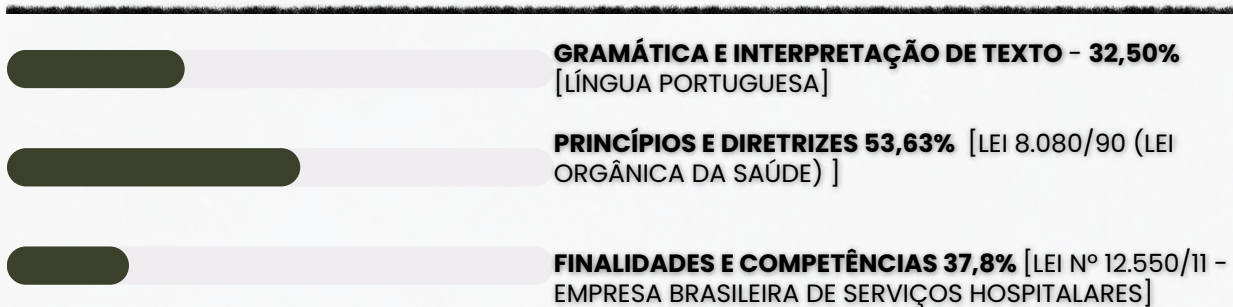 GRAMÁTICA E INTERPRETAÇÃO DE TEXTO - 32,50%
[LÍNGUA PORTUGUESA]
PRINCÍPIOS E DIRETRIZES 53,63% [LEI 8.080/90 (LEI
ORGÂNICA DA SAÚDE) ]
FINALIDADES E COMPETÊNCIAS 37,8% [LEI Nº 12.550/11 -
EMPRESA BRASILEIRA DE SERVIÇOS HOSPITALARES]